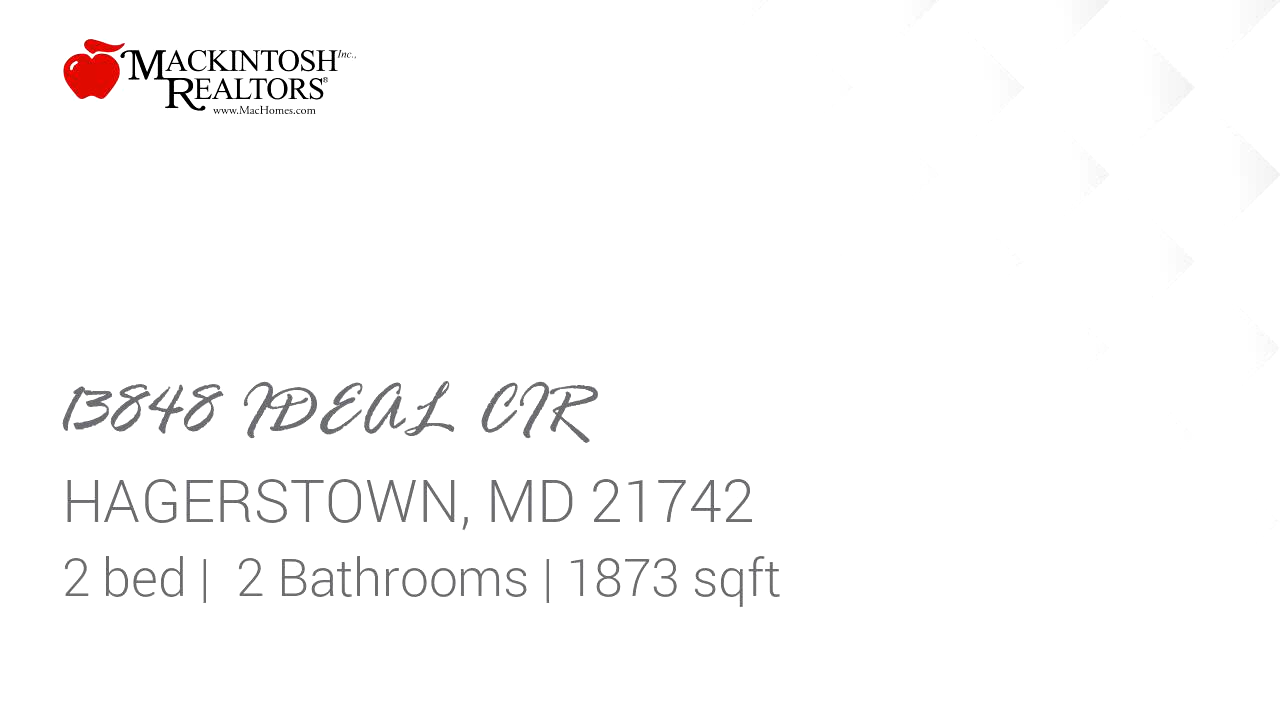 MACKINTOSH Inc.,
REALTORS®
www.MacHomes.com
13848 IDEAL CIR
HAGERSTOWN, MD 21742
2 bed | 2 Bathrooms | 1873 sqft